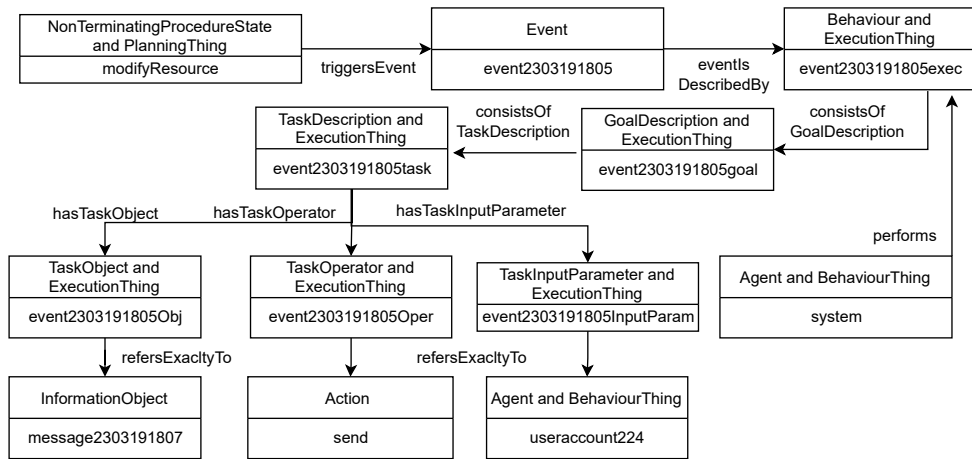 NonTerminatingProcedureState
and PlanningThing
modifyResource
triggersEvent
Event
event2303191805
eventIs
DescribedBy
Behaviour and
ExecutionThing
event2303191805exec
consistsOf
GoalDescription
GoalDescription and
ExecutionThing
event2303191805goal
consistsOf
TaskDescription
TaskDescription and
ExecutionThing
event2303191805task
hasTaskObject
hasTaskOperator
hasTaskInputParameter
performs
TaskObject and
ExecutionThing
event2303191805Obj
TaskOperator and
ExecutionThing
event2303191805Oper
TaskInputParameter and
ExecutionThing
event2303191805InputParam
Agent and BehaviourThing
system
refersExacltyTo
refersExacltyTo
InformationObject
message2303191807
Action
send
Agent and BehaviourThing
useraccount224